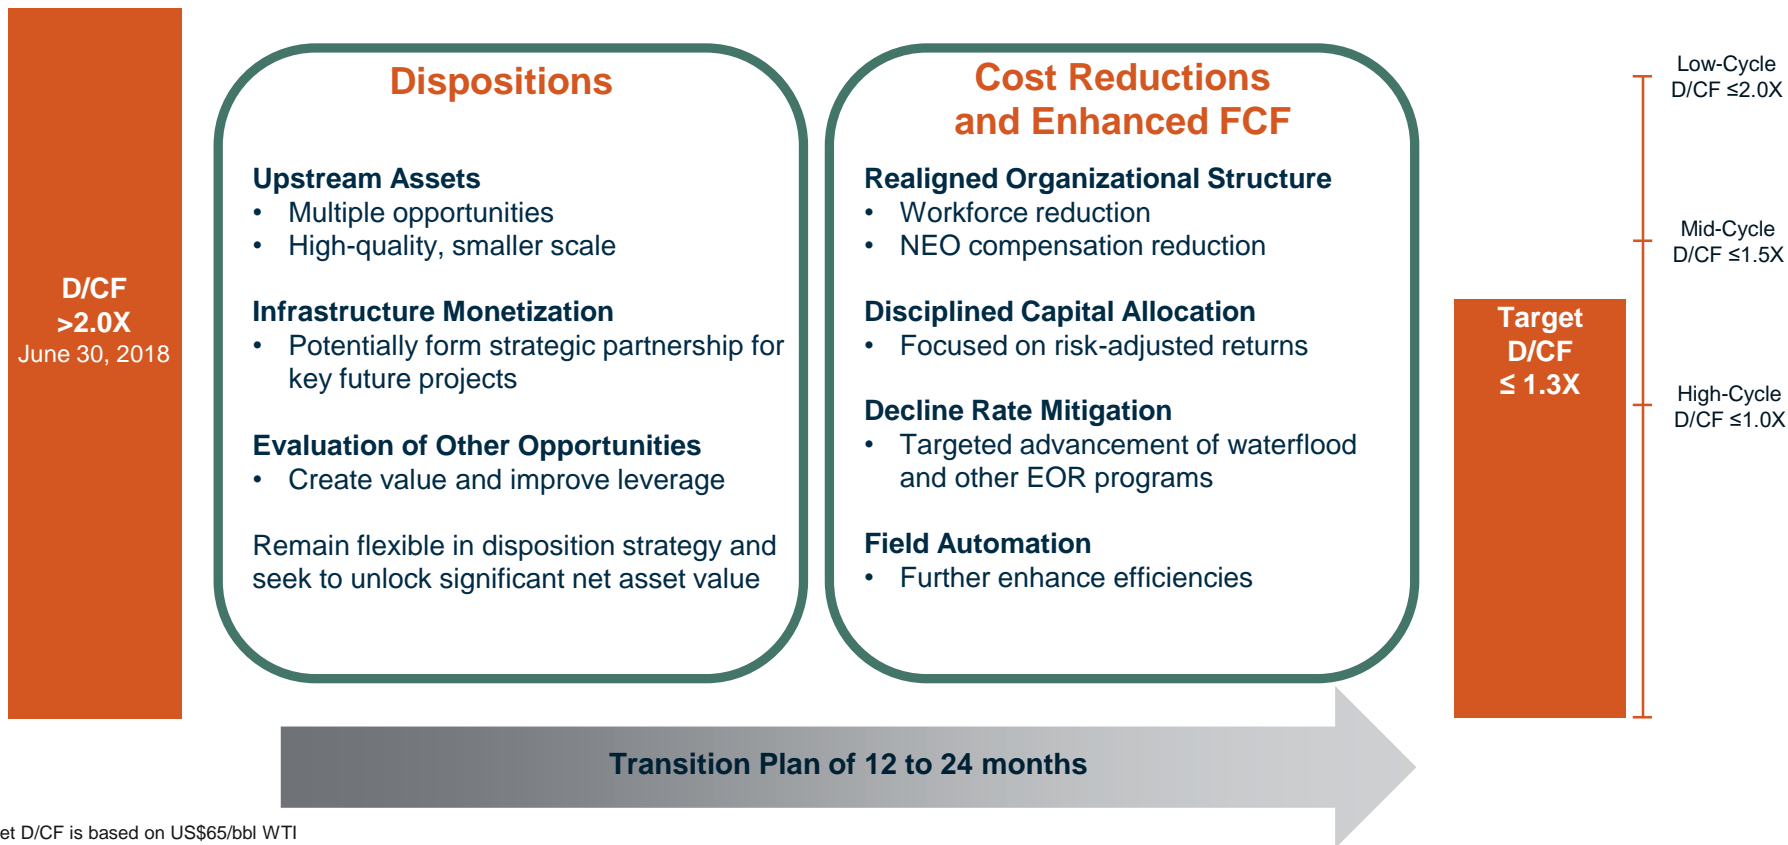 D/CF
>2.0X
June 30, 2018
Dispositions
Upstream Assets
• Multiple opportunities
• High-quality, smaller scale
Infrastructure Monetization
• Potentially form strategic partnership for
key future projects
Evaluation of Other Opportunities
• Create value and improve leverage
Remain flexible in disposition strategy and
seek to unlock significant net asset value
Cost Reductions
and Enhanced FCF
Realigned Organizational Structure
• Workforce reduction
• NEO compensation reduction
Disciplined Capital Allocation
• Focused on risk-adjusted returns
Decline Rate Mitigation
• Targeted advancement of waterflood
and other EOR programs
Field Automation
• Further enhance efficiencies
Target
D/CF
≤ 1.3X
Low-Cycle
D/CF ≤2.0X
Mid-Cycle
D/CF ≤1.5X
High-Cycle
D/CF ≤1.0X
Transition Plan of 12 to 24 months
et D/CF is based on US$65/bbl WTI